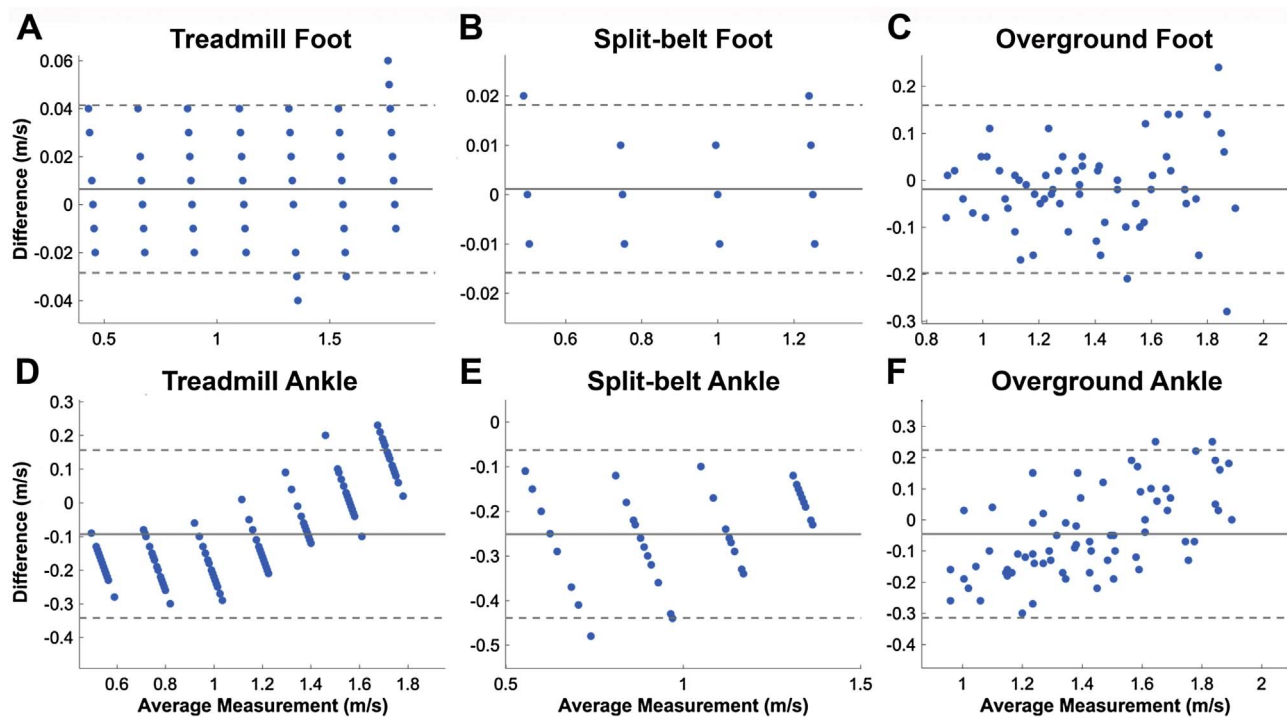 A Treadmill Foot
Difference (m/s)
0.06
0.04
0.02
0
-0.02
-0.04
0.5 1 1.5
B Split-belt Foot
0.02
0.01
0
-0.01
-0.02
0.6 0.8 1 1.2
C Overground Foot
0.2
0.1
0
-0.1
-0.2
-0.3
0.8 1 1.2 1.4 1.6 1.8 2
D Treadmill Ankle
Difference (m/s)
0.3
0.2
0.1
0
-0.1
-0.2
-0.3
-0.4
0.6 0.8 1 1.2 1.4 1.6 1.8
Average Measurement (m/s)
E Split-belt Ankle
0
-0.1
-0.2
-0.3
-0.4
-0.5
0.5 1 1.5
Average Measurement (m/s)
F Overground Ankle
0.3
0.2
0.1
0
-0.1
-0.2
-0.3
-0.4
1 1.2 1.4 1.6 1.8 2
Average Measurement (m/s)